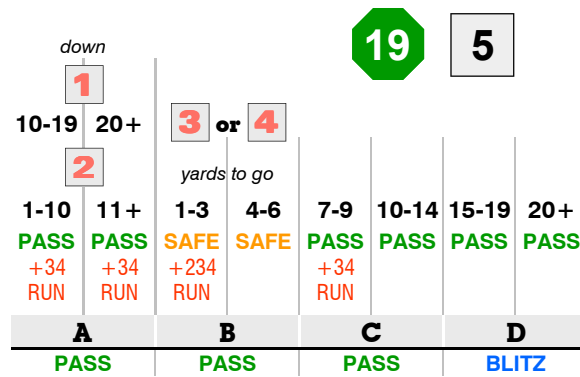 19 5
down
1
10-19 20+ 3 or 4
2 yards to go
1-10 11+ 1-3 4-6 7-9 10-14 15-19 20+
PASS PASS SAFE SAFE PASS PASS PASS PASS
+34 +34 +234 +34
RUN RUN RUN RUN
A B C D
PASS PASS PASS BLITZ